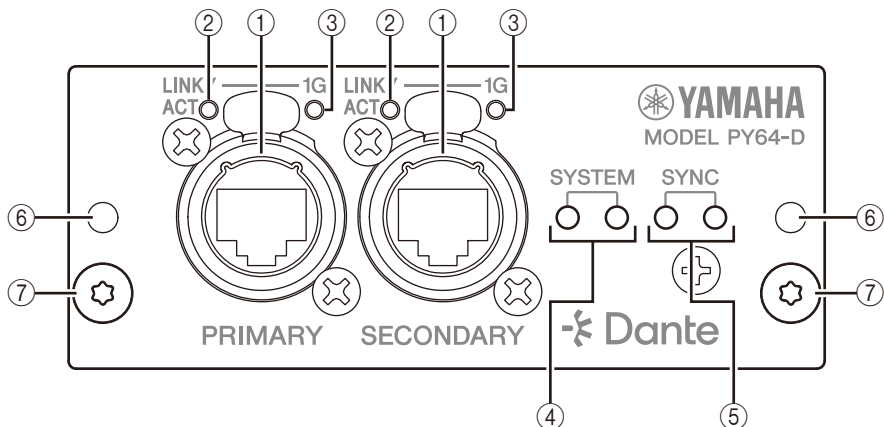 ② ① ③ ② ① ③
LINK/ 1G LINK/ 1G
ACT ACT
YAMAHA
MODEL PY64-D
SYSTEM SYNC
⑥ ⑥
⑦ ⑦
PRIMARY SECONDARY Dante
④ ⑤